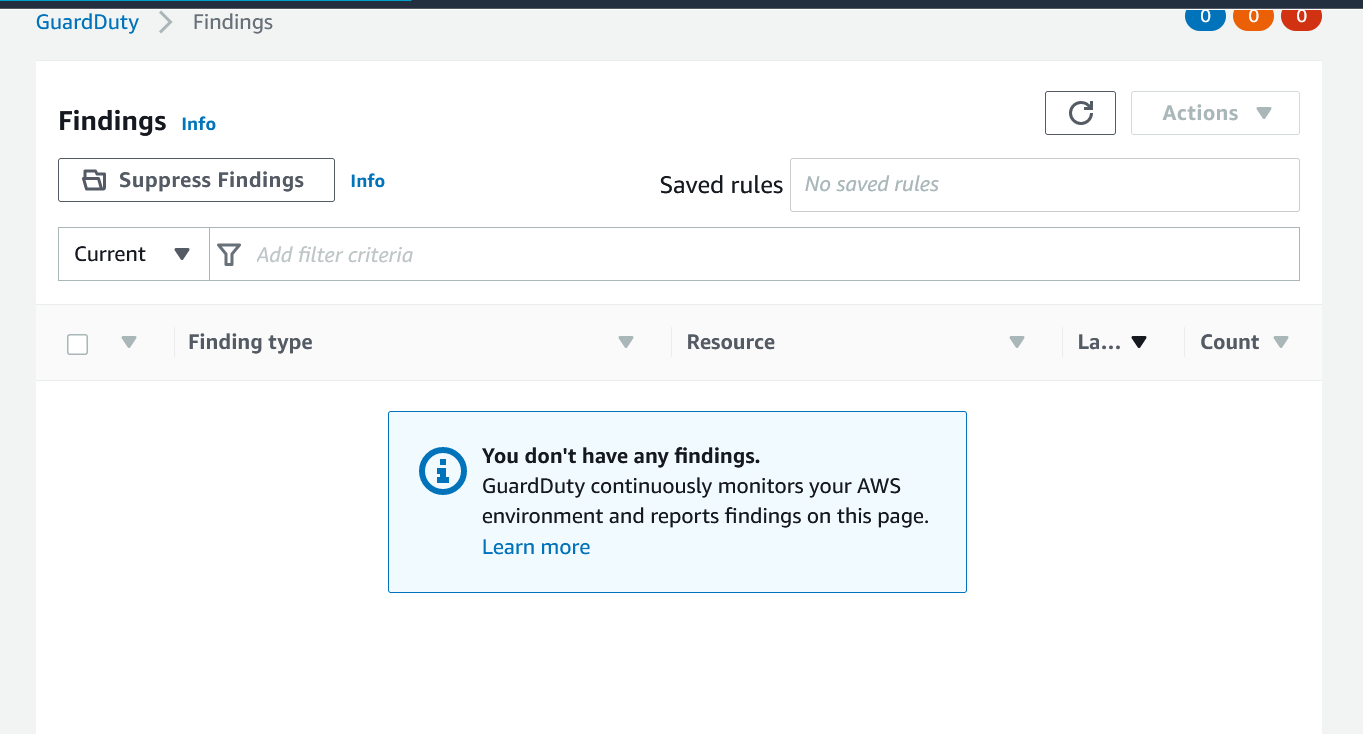 GuardDuty Findings 0 0 0
Findings Info Actions
Suppress Findings Info Saved rules No saved rules
Current Add filter criteria
Finding type Resource La... Count
You don't have any findings.
GuardDuty continuously monitors your AWS
environment and reports findings on this page.
Learn more